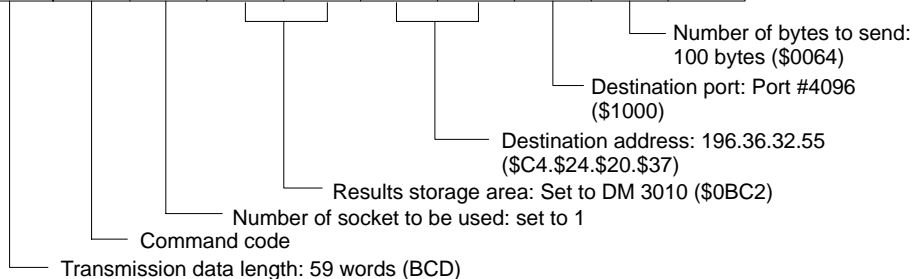 Number of bytes to send:
100 bytes ($0064)
Destination port: Port #4096
($1000)
Destination address: 196.36.32.55
($C4.$24.$20.$37)
Results storage area: Set to DM 3010 ($0BC2)
Number of socket to be used: set to 1
Command code
Transmission data length: 59 words (BCD)